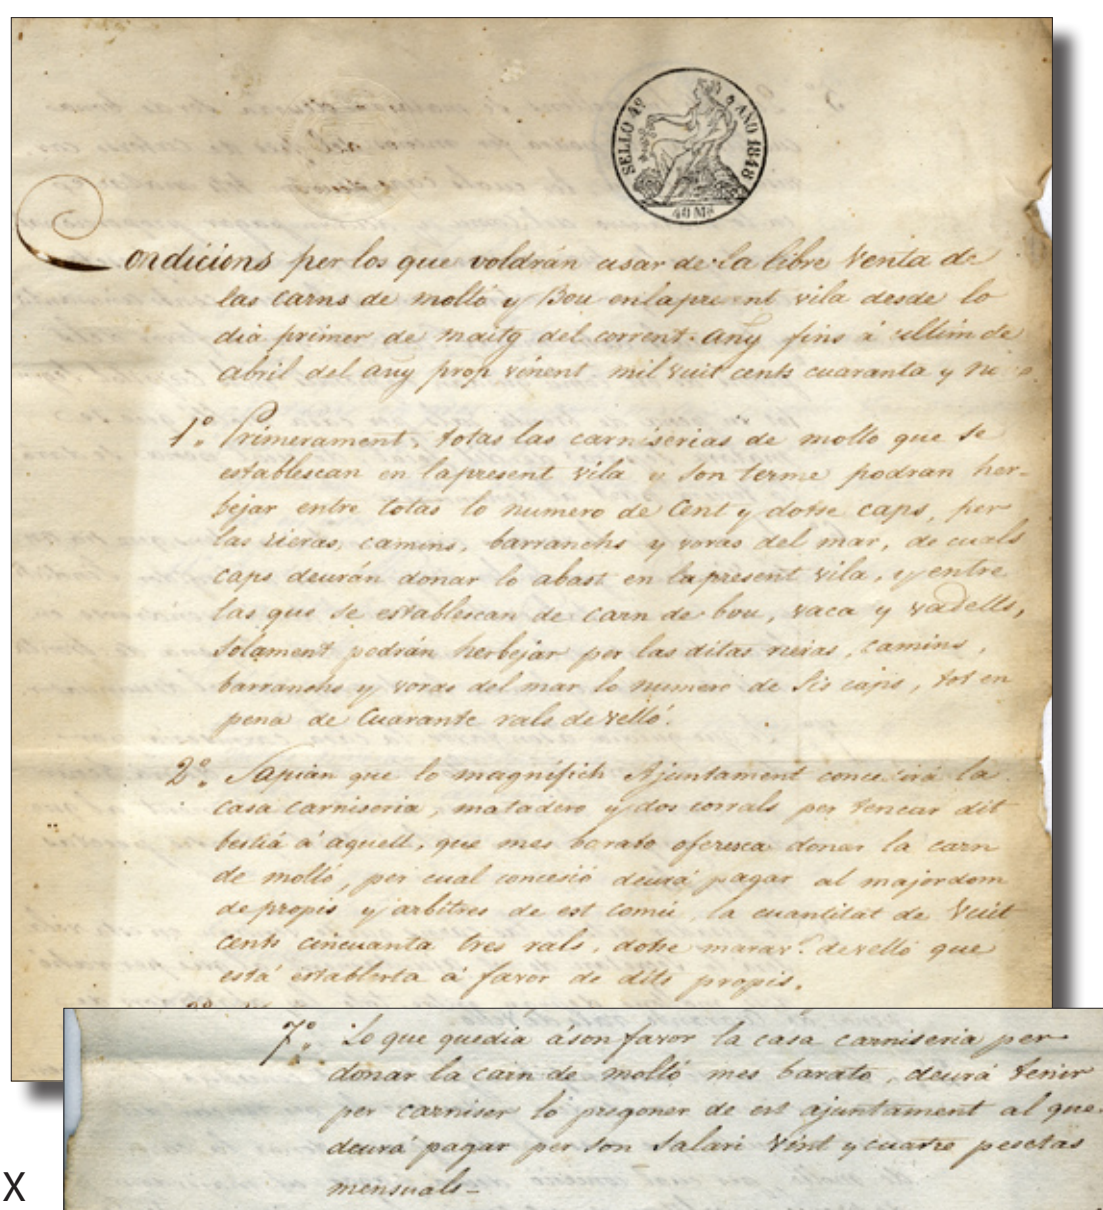 SELLO 4º AÑO 1848
40 Ms
Condicions per los que voldrán usar de la libre venta de
las carns de moltó y Bou en la present vila desde lo
dia primer de maitg del corrent any fins á ultim de
abril del any prop vinent mil vuit cents cuaranta y nou
1º Primerament, totas las carniserias de moltó que se
establescan en la present vila y son terme podran her-
bejar entre totas lo numero de Cent y dotse caps, per
las rieras, camins, barranchs y voras del mar, de cuals
caps deurán donar lo abast en la present vila, y entre
las que se establescan de carn de bou, vaca y vadells,
solament podrán herbejar per las ditas rieras, camins,
barranchs y voras del mar lo numero de sis caps, tot en
pena de Cuarante rals de velló.
2º Sapian que lo magnifich Ajuntament concedirá la
casa carniseria, matadero y dos corrals per tencar dit
bestiá á aquell, que mes barato oferesca donar la carn
de moltó, per cual concesió deurá pagar al majordom
de propis y arbitres de est comú, la cuantitat de Vuit
cents cincuanta tres rals, dotse marav.s de velló que
está establerta á favor de dits propis.
7º Lo que quedia á son favor la casa carniseria per
donar la carn de moltó mes barato, deurá tenir
per carniser lo pregoner de est ajuntament al que
deurá pagar per son salari Vint y cuatre pesetas
mensuals-
X